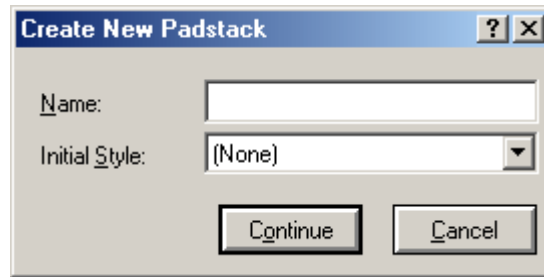 Create New Padstack
Name:
Initial Style: (None)
Continue Cancel